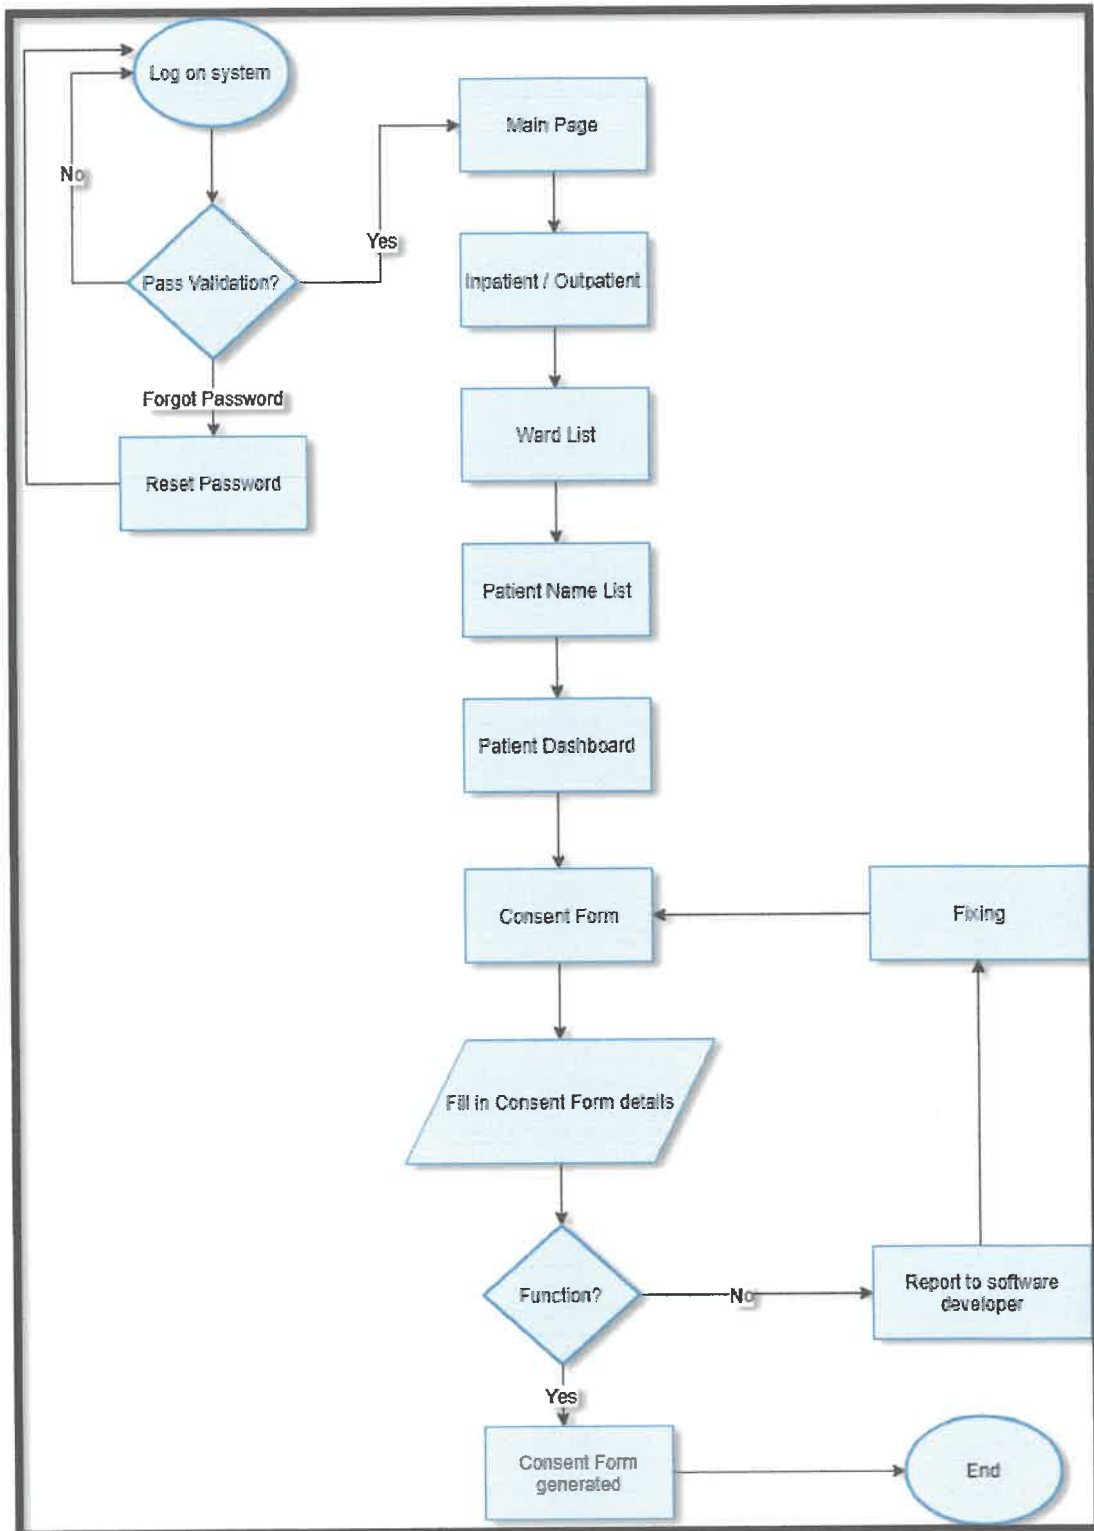 Log on system
Main Page
No
Yes
Pass Validation?
Inpatient / Outpatient
Forgot Password
Ward List
Reset Password
Patient Name List
Patient Dashboard
Consent Form
Fixing
Fill in Consent Form details
Function?
No
Report to software
developer
Yes
Consent Form
generated
End